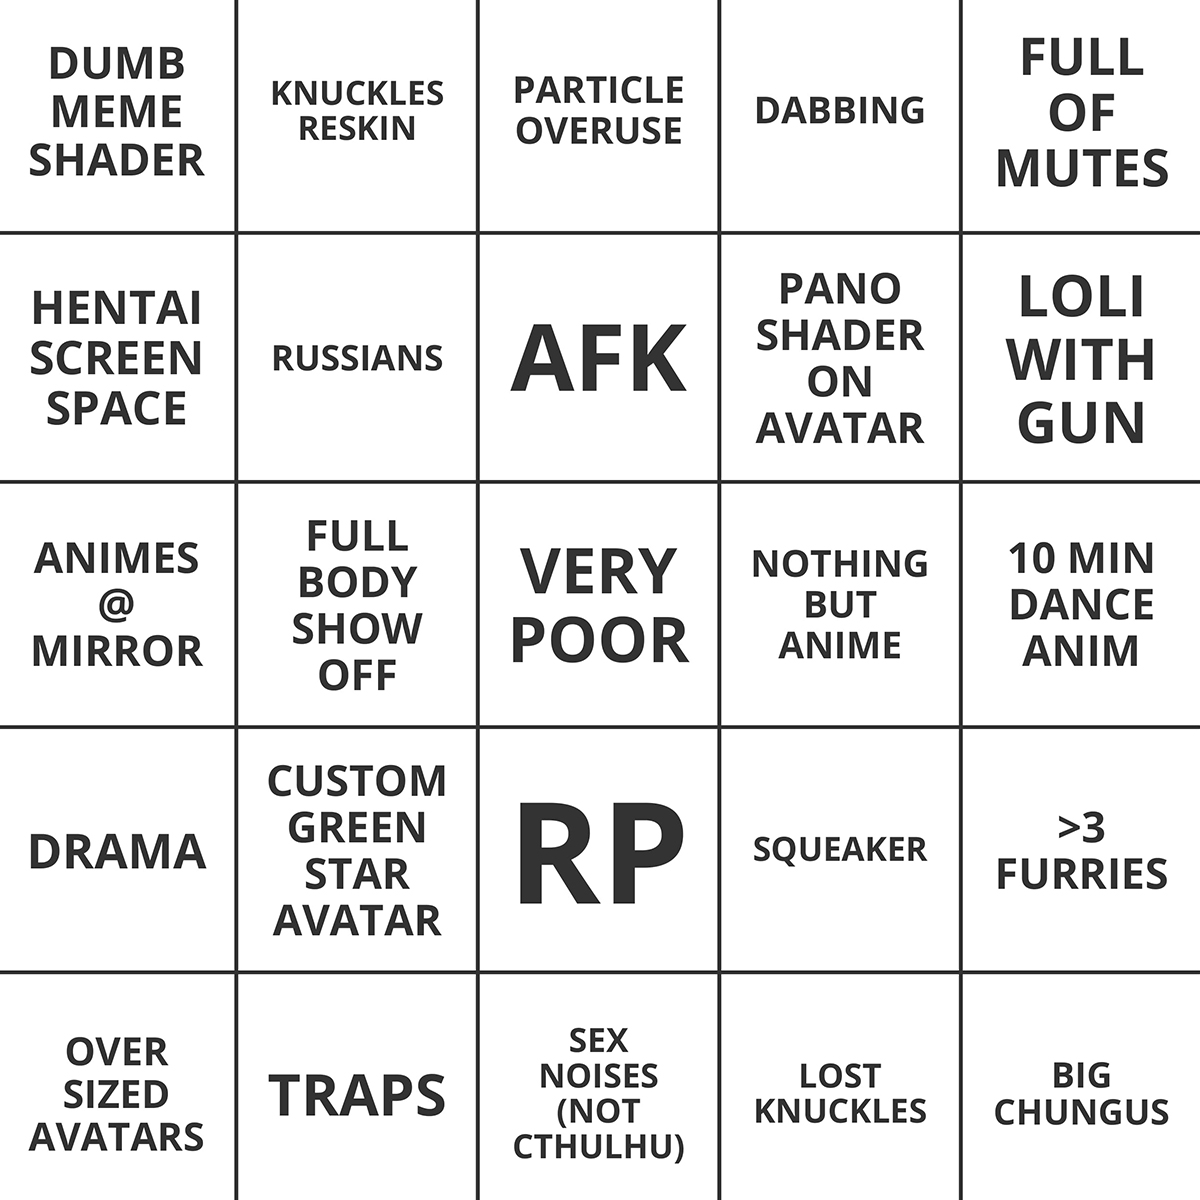 DUMB
MEME
SHADER
KNUCKLES
RESKIN
PARTICLE
OVERUSE
DABBING
FULL
OF
MUTES
HENTAI
SCREEN
SPACE
RUSSIANS
AFK
PANO
SHADER
ON
AVATAR
LOLI
WITH
GUN
ANIMES
@
MIRROR
FULL
BODY
SHOW
OFF
VERY
POOR
NOTHING
BUT
ANIME
10 MIN
DANCE
ANIM
DRAMA
CUSTOM
GREEN
STAR
AVATAR
RP
SQUEAKER
>3
FURRIES
OVER
SIZED
AVATARS
TRAPS
SEX
NOISES
(NOT
CTHULHU)
LOST
KNUCKLES
BIG
CHUNGUS